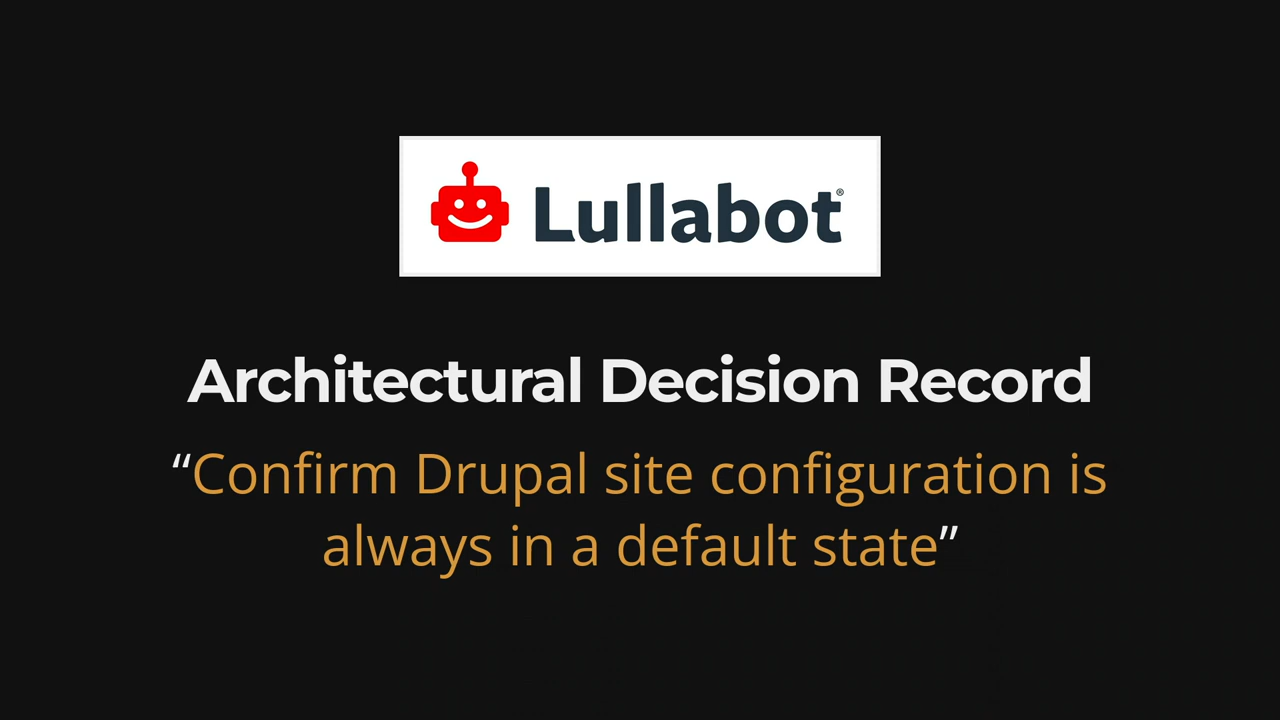 Lullabot®
Architectural Decision Record
“Confirm Drupal site configuration is
always in a default state”